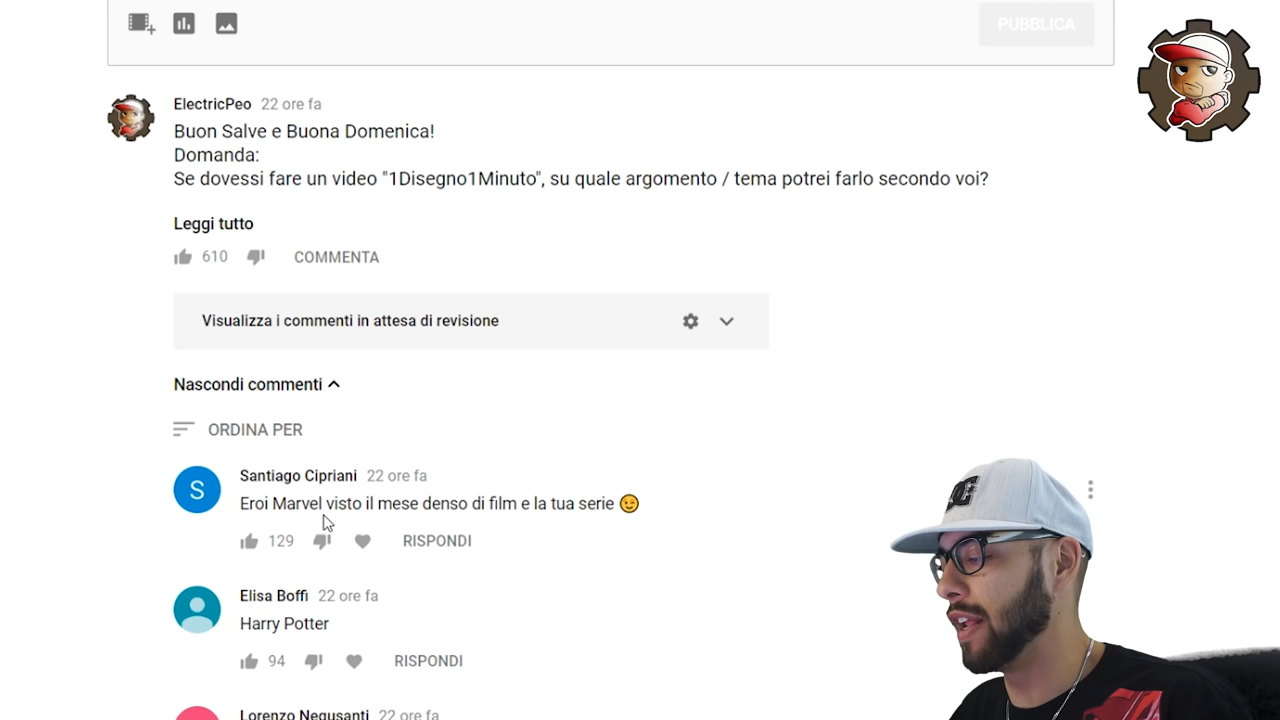 PUBBLICA
ElectricPeo 22 ore fa
Buon Salve e Buona Domenica!
Domanda:
Se dovessi fare un video "1Disegno1Minuto", su quale argomento / tema potrei farlo secondo voi?
Leggi tutto
610 COMMENTA
Visualizza i commenti in attesa di revisione
Nascondi commenti
ORDINA PER
S
Santiago Cipriani 22 ore fa
Eroi Marvel visto il mese denso di film e la tua serie 😉
129 RISPONDI
Elisa Boffi 22 ore fa
Harry Potter
94 RISPONDI
Lorenzo Negusanti 22 ore fa